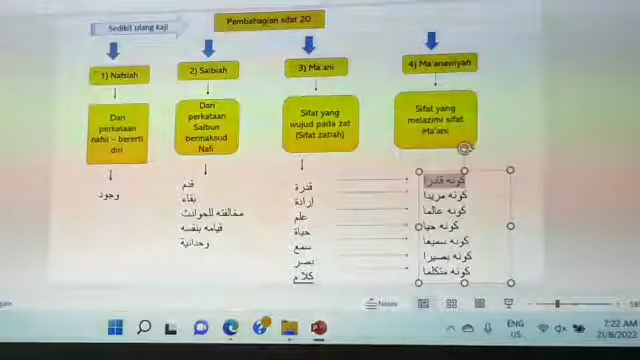 Sedikit ulang kaji
Pembahagian sifat 20
1) Nafsiah
2) Salbiah
3) Ma'ani
4) Ma'anawiyah
Dari
perkataan
nafsi – bererti
diri
Dari
perkataan
Salbun
bermaksud
Nafi
Sifat yang
wujud pada zat
(Sifat zatiah)
Sifat yang
melazimi sifat
Ma'ani
وجود
قدم
بقاء
مخالفته للحوادث
قيامه بنفسه
وحدانية
قدرة
إرادة
علم
حياة
سمع
بصر
كلام
كونه قادر
كونه مريدا
كونه عالما
كونه حيا
كونه سميعا
كونه بصيرا
كونه متكلما
Notes
ENG
US
7:22 AM
21/8/2022